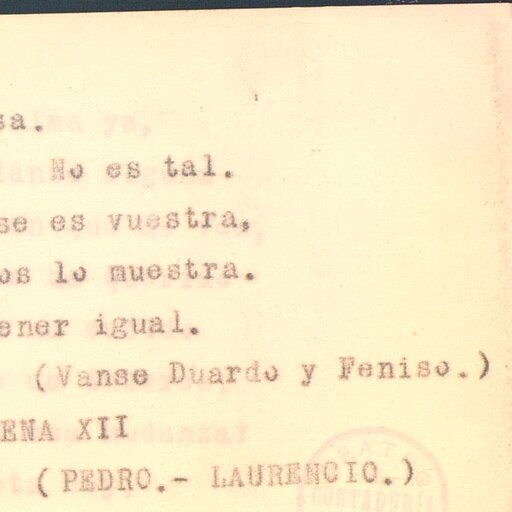 sa.
No es tal.
se es vuestra,
os lo muestra.
ener igual.
(Vanse Duardo y Feniso.)
ENA XII
(PEDRO.- LAURENCIO.)